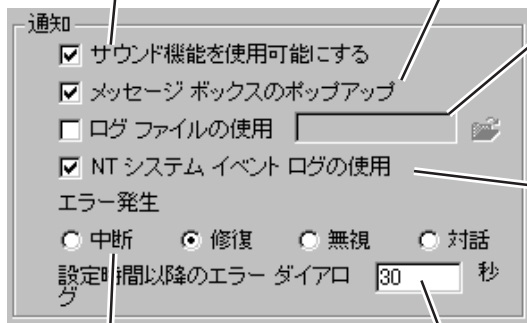 通知
サウンド機能を使用可能にする
メッセージ ボックスのポップアップ
ログ ファイルの使用
NT システム イベント ログの使用
エラー発生
中断 修復 無視 対話
設定時間以降のエラー ダイアロ 30 秒
グ